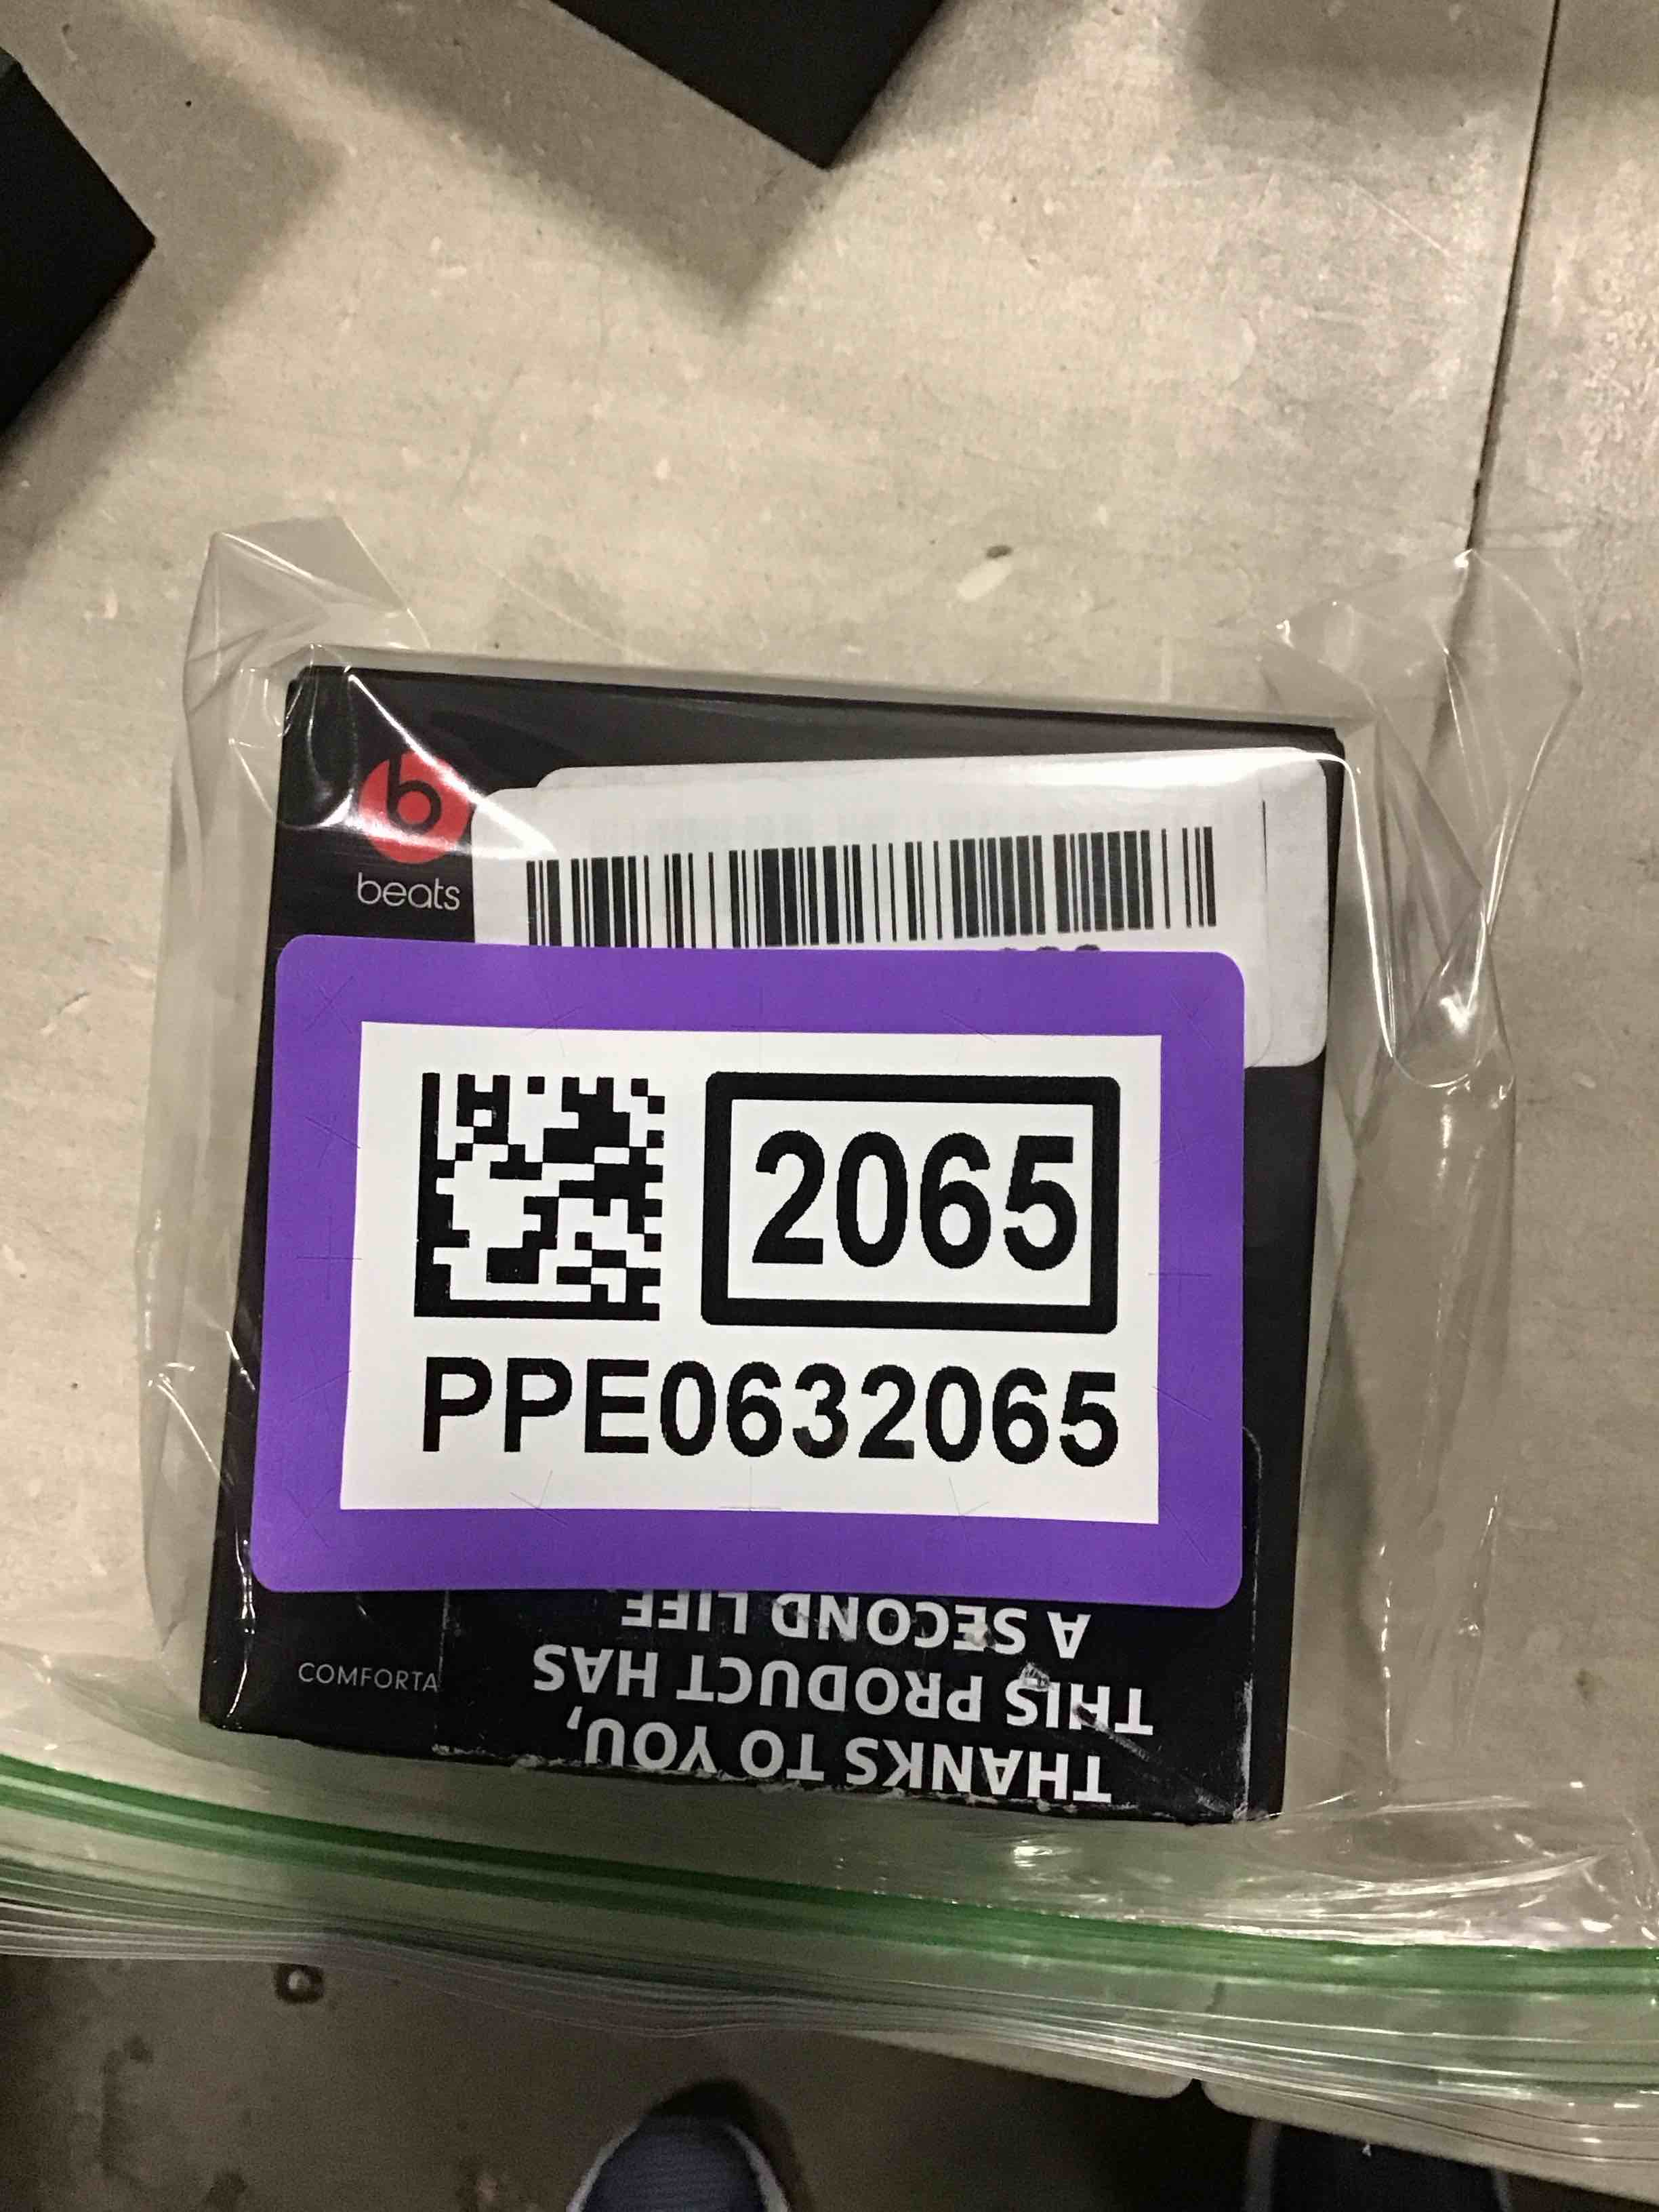 b
beats
2065
PPE0632065
COMFORTA
THANKS TO YOU,
THIS PRODUCT HAS
A SECOND LIFE